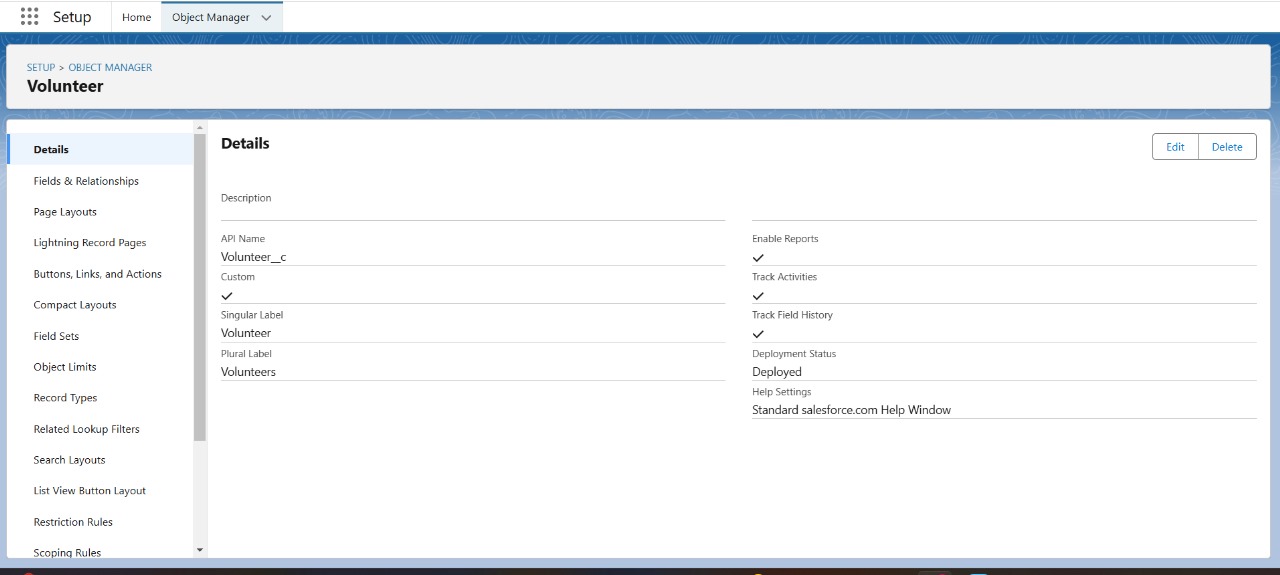 Setup
Home
Object Manager
SETUP > OBJECT MANAGER
Volunteer
Details
Fields & Relationships
Page Layouts
Lightning Record Pages
Buttons, Links, and Actions
Compact Layouts
Field Sets
Object Limits
Record Types
Related Lookup Filters
Search Layouts
List View Button Layout
Restriction Rules
Scoping Rules
Details
Edit
Delete
Description
API Name
Volunteer__c
Custom
Singular Label
Volunteer
Plural Label
Volunteers
Enable Reports
Track Activities
Track Field History
Deployment Status
Deployed
Help Settings
Standard salesforce.com Help Window